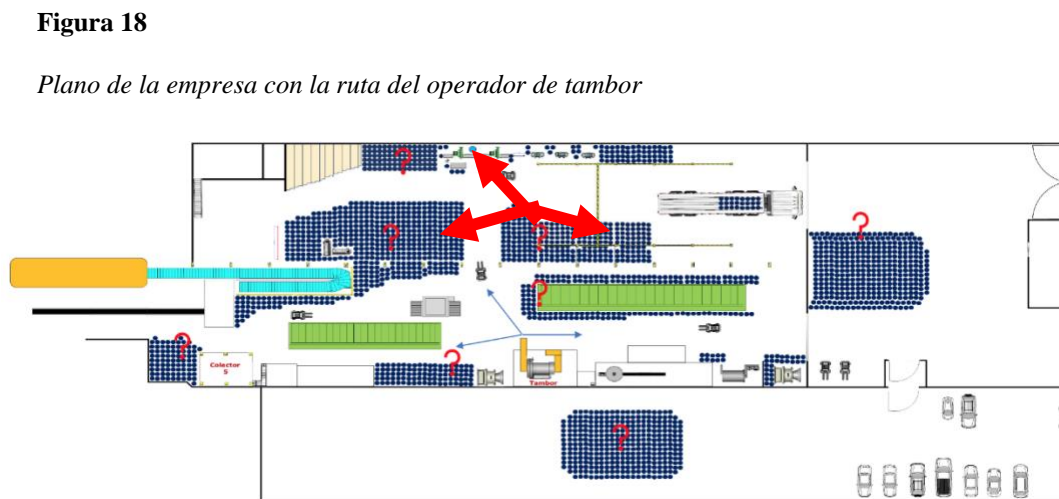 Figura 18
Plano de la empresa con la ruta del operador de tambor
?
?
?
?
?
?
?
Colector
5
Tambor
?